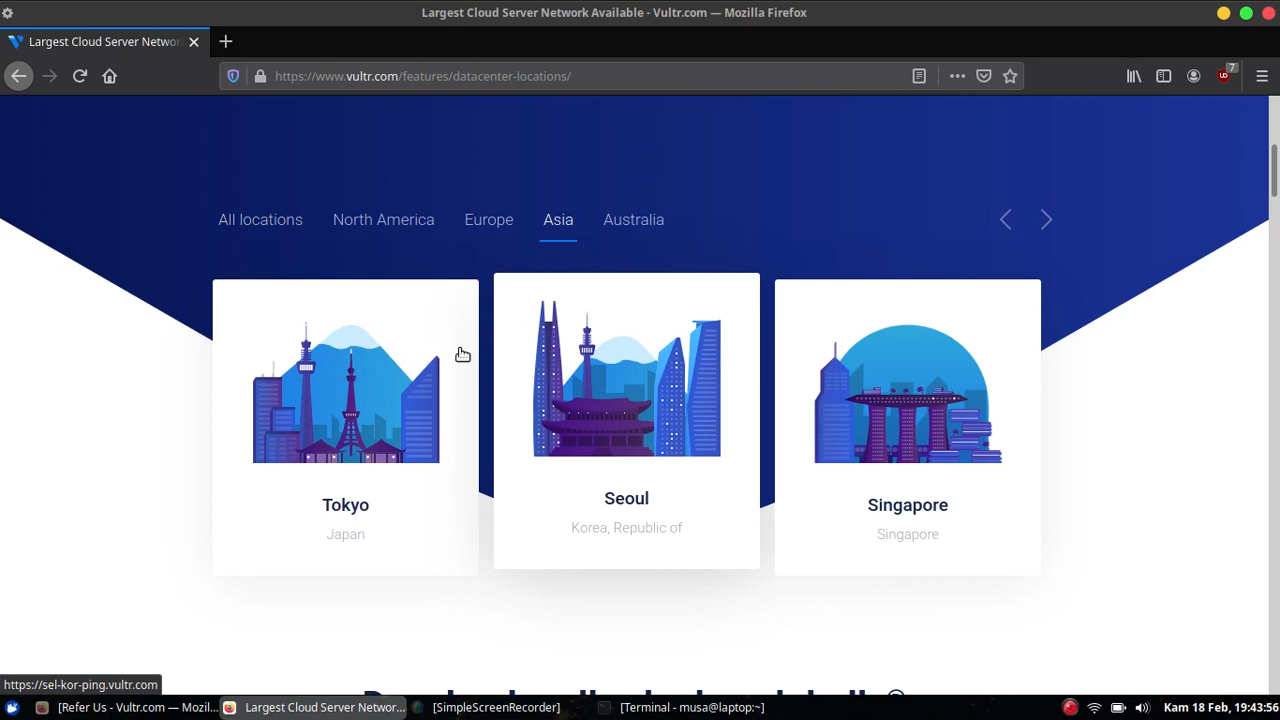 Largest Cloud Server Network Available - Vultr.com — Mozilla Firefox
Largest Cloud Server Networ
https://www.vultr.com/features/datacenter-locations/
7
All locations North America Europe Asia Australia
Tokyo
Japan
Seoul
Korea, Republic of
Singapore
Singapore
https://sel-kor-ping.vultr.com
[Refer Us - Vultr.com — Mozil...
Largest Cloud Server Networ...
[SimpleScreenRecorder]
[Terminal - musa@laptop:~]
Kam 18 Feb, 19:43:56